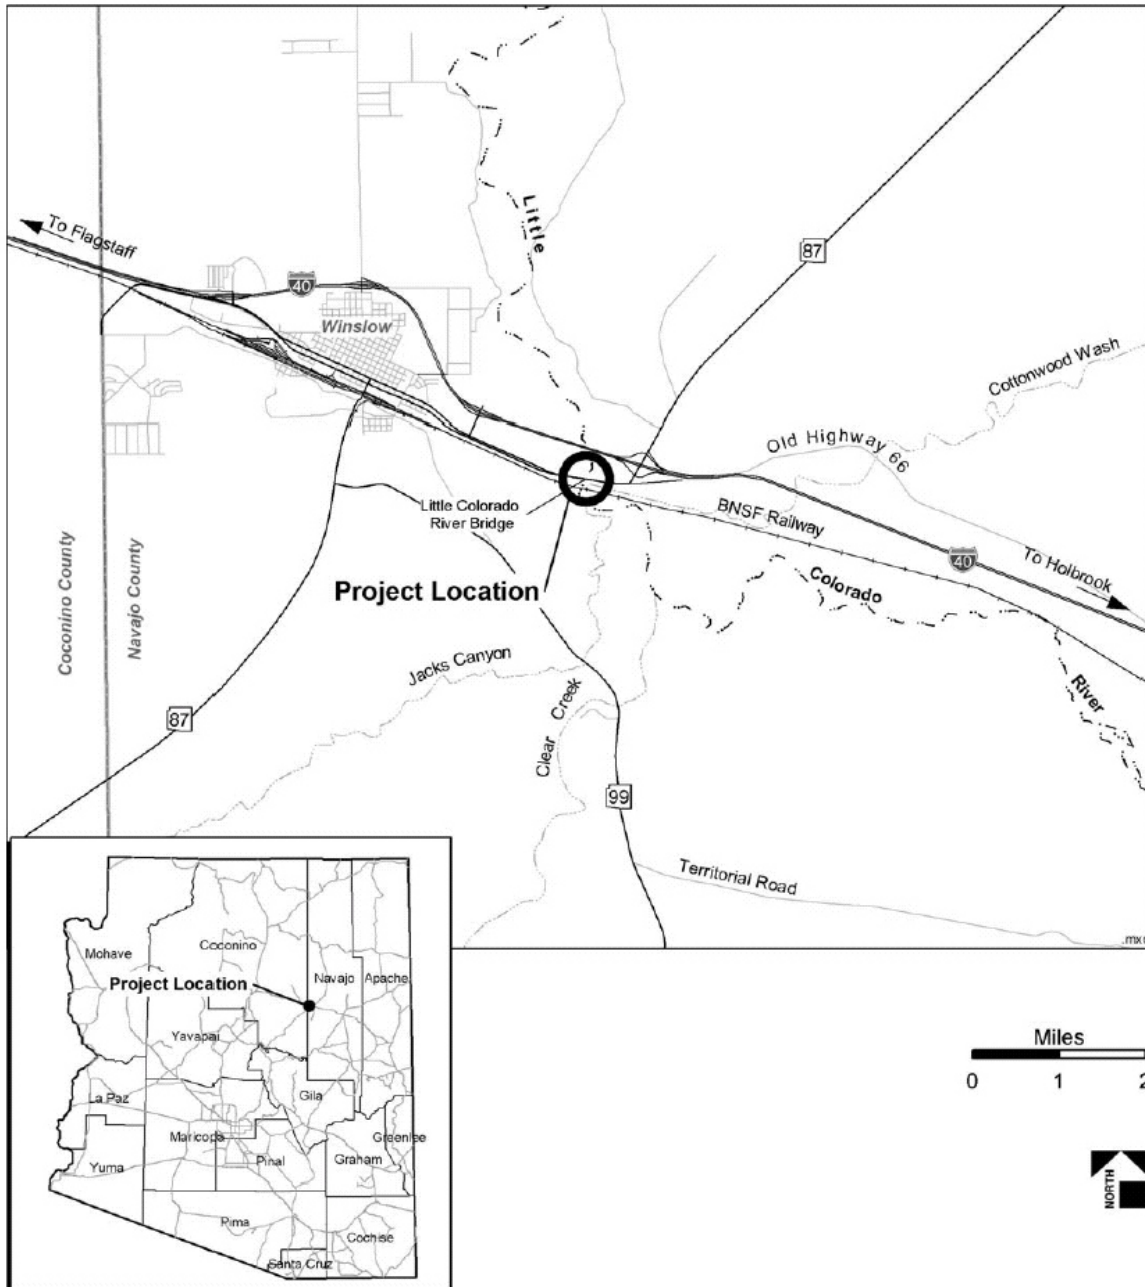 To Flagstaff
40
Winslow
Little
87
Cottonwood Wash
Old Highway 66
Little Colorado
River Bridge
BNSF Railway
40
To Holbrook
Project Location
Colorado
Coconino County
Navajo County
Jacks Canyon
River
Clear Creek
87
99
Territorial Road
.mx
Mohave
Coconino
Navajo
Apache
Project Location
Yavapai
La Paz
Gila
Maricopa
Greenlee
Yuma
Pinal
Graham
Pima
Cochise
Santa Cruz
Miles
0 1 2
NORTH